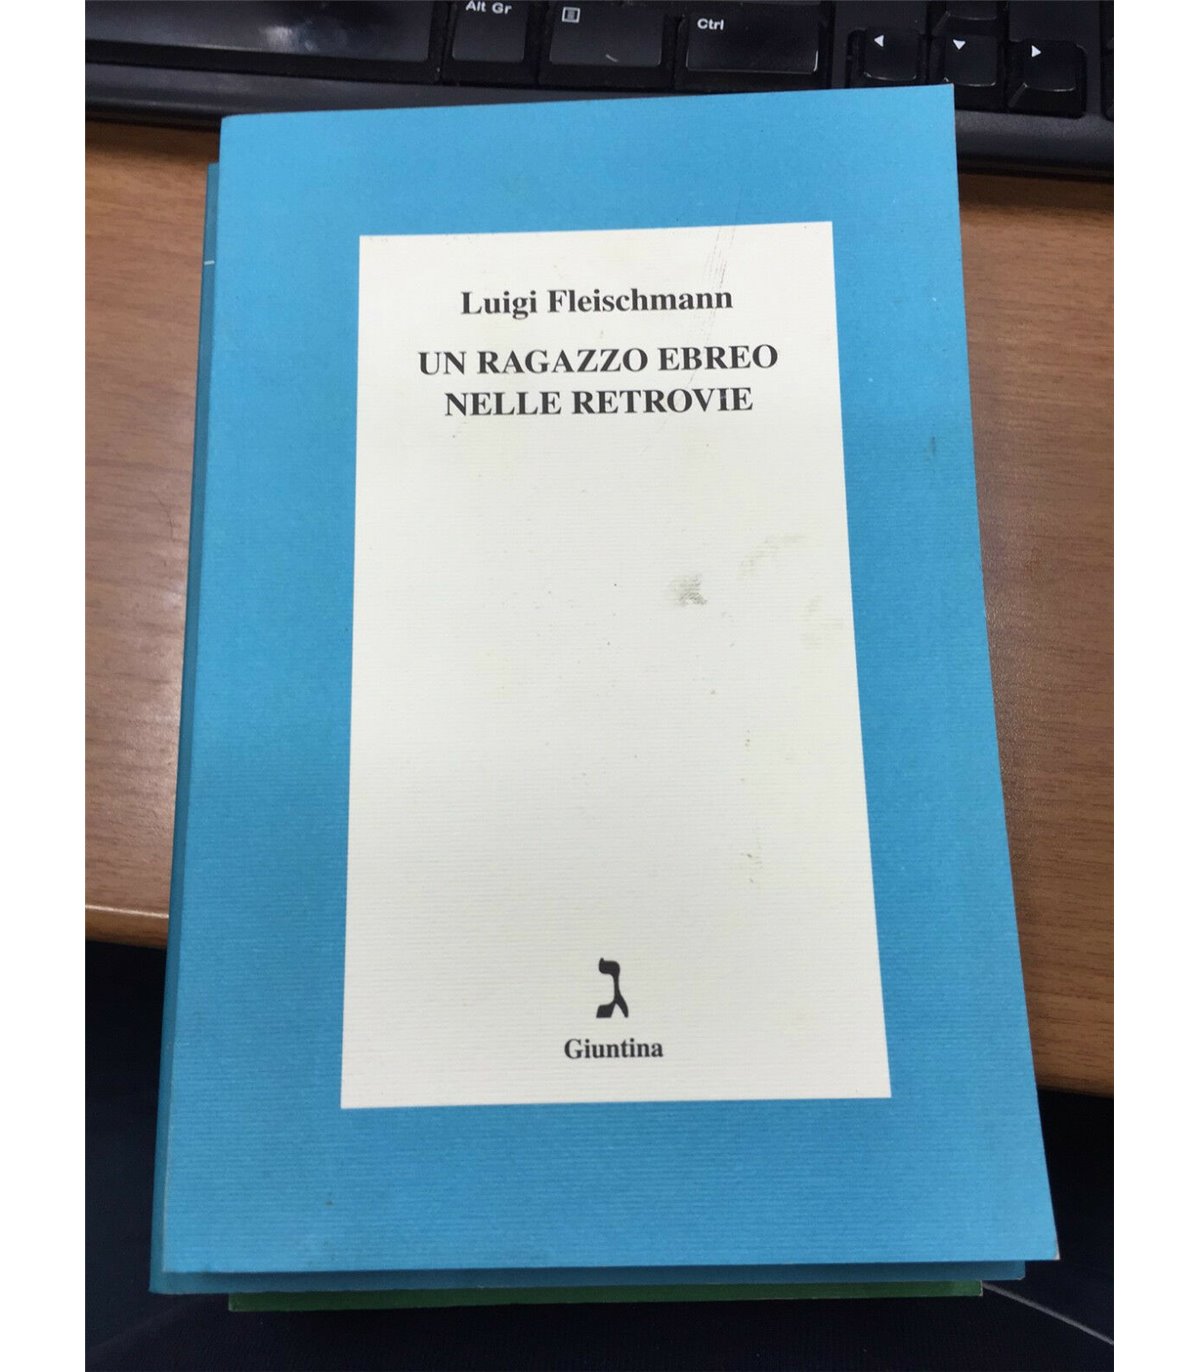 Alt Gr
Ctrl
Luigi Fleischmann
UN RAGAZZO EBREO
NELLE RETROVIE
ג
Giuntina